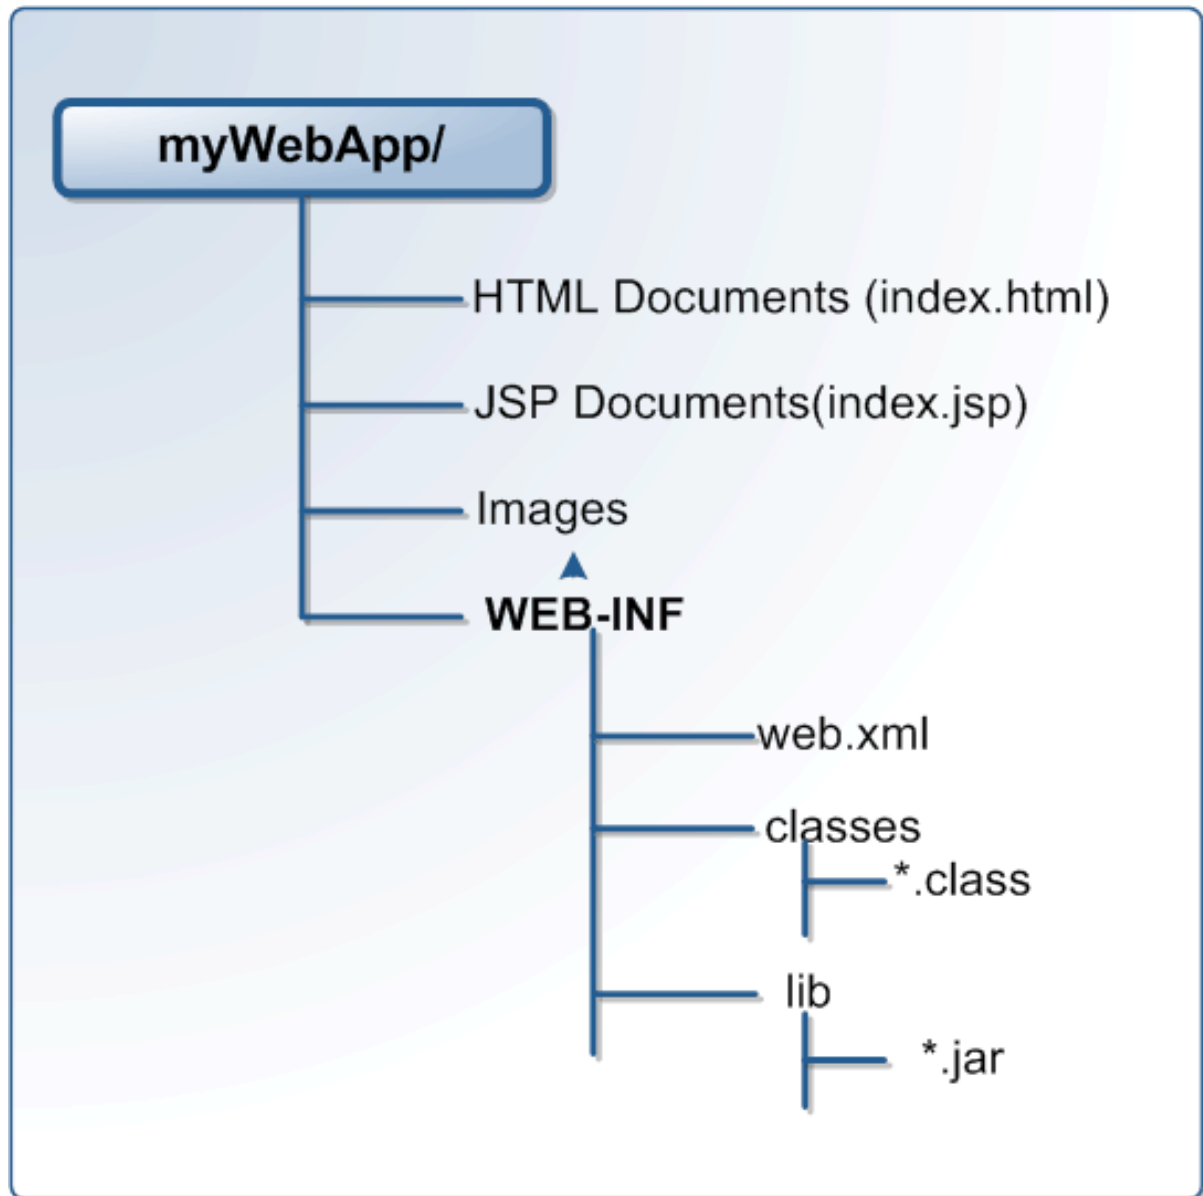 myWebApp/
HTML Documents (index.html)
JSP Documents(index.jsp)
Images
WEB-INF
web.xml
classes
*.class
lib
*.jar